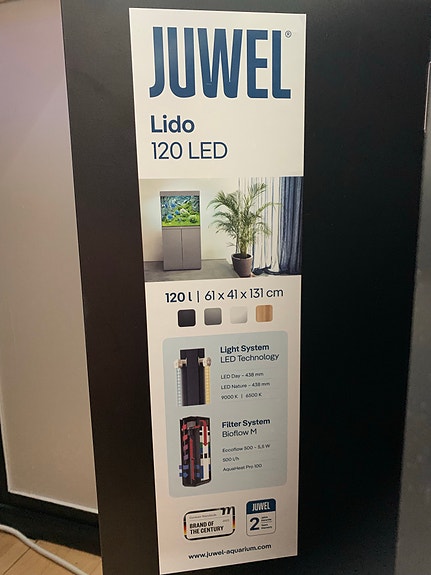 JUWEL®
Lido
120 LED
120 l | 61 x 41 x 131 cm
Light System
LED Technology
LED Day – 438 mm
LED Nature – 438 mm
9000 K | 6500 K
Filter System
Bioflow M
Eccoflow 500 – 5,5 W
500 l/h
AquaHeat Pro 100
BRAND OF
THE CENTURY
JUWEL
2
www.juwel-aquarium.com